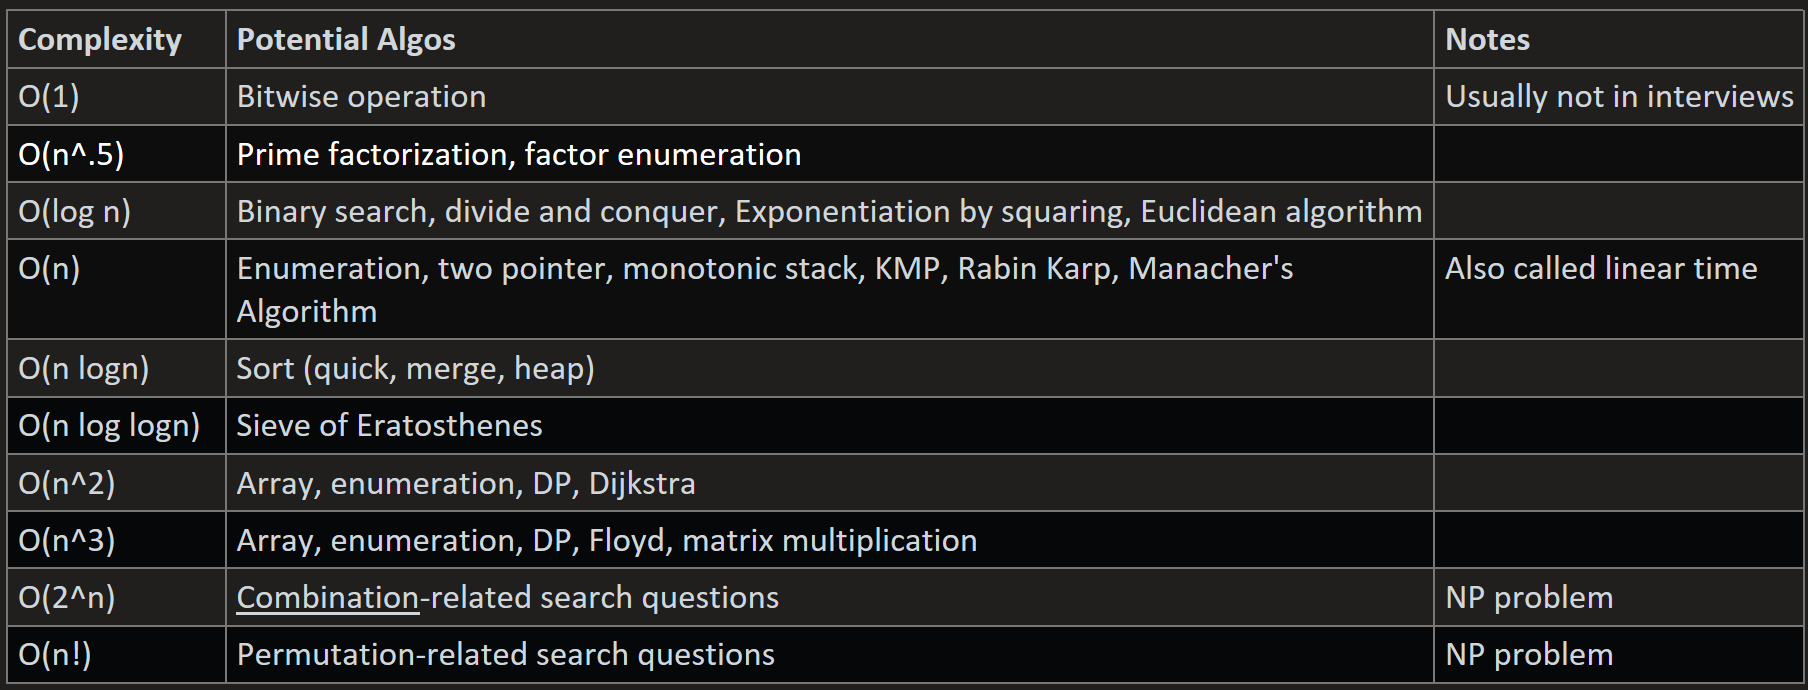 Complexity Potential Algos Notes
O(1) Bitwise operation Usually not in interviews
O(n^.5) Prime factorization, factor enumeration
O(log n) Binary search, divide and conquer, Exponentiation by squaring, Euclidean algorithm
O(n) Enumeration, two pointer, monotonic stack, KMP, Rabin Karp, Manacher's Also called linear time
Algorithm
O(n logn) Sort (quick, merge, heap)
O(n log logn) Sieve of Eratosthenes
O(n^2) Array, enumeration, DP, Dijkstra
O(n^3) Array, enumeration, DP, Floyd, matrix multiplication
O(2^n) Combination-related search questions NP problem
O(n!) Permutation-related search questions NP problem